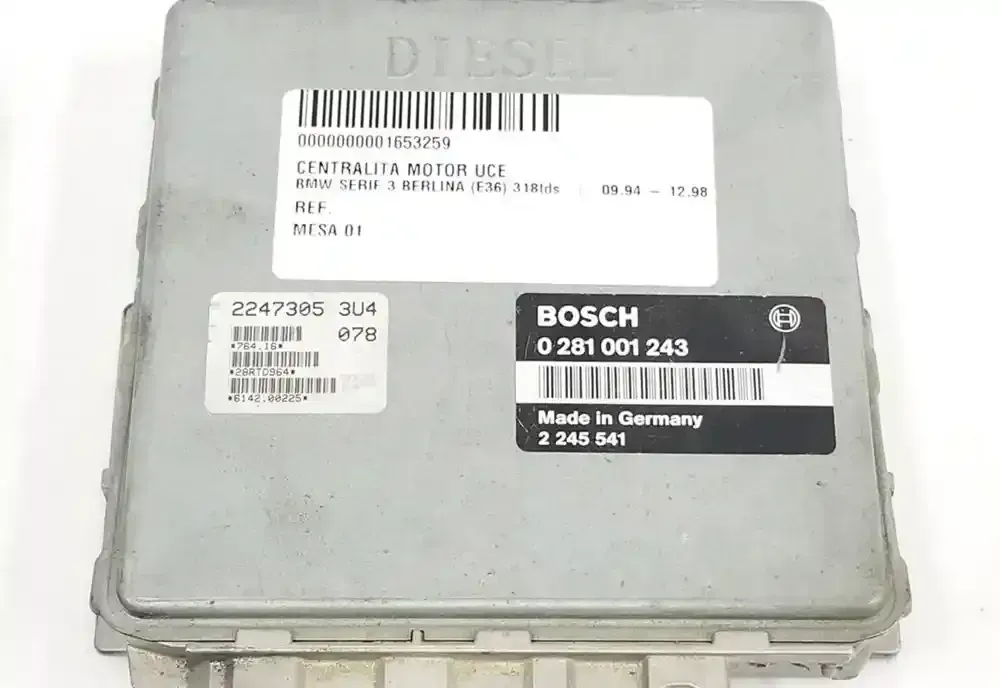 DIESEL
0000000001653259
CENTRALITA MOTOR UCE
BMW SERIE 3 BERLINA (E36) 318tds | 09.94 - 12.98
REF.
MESA 01
2247305 3U4
078
*764.16*
*28RTD964*
*6142.00225*
BOSCH
0 281 001 243
Made in Germany
2 245 541